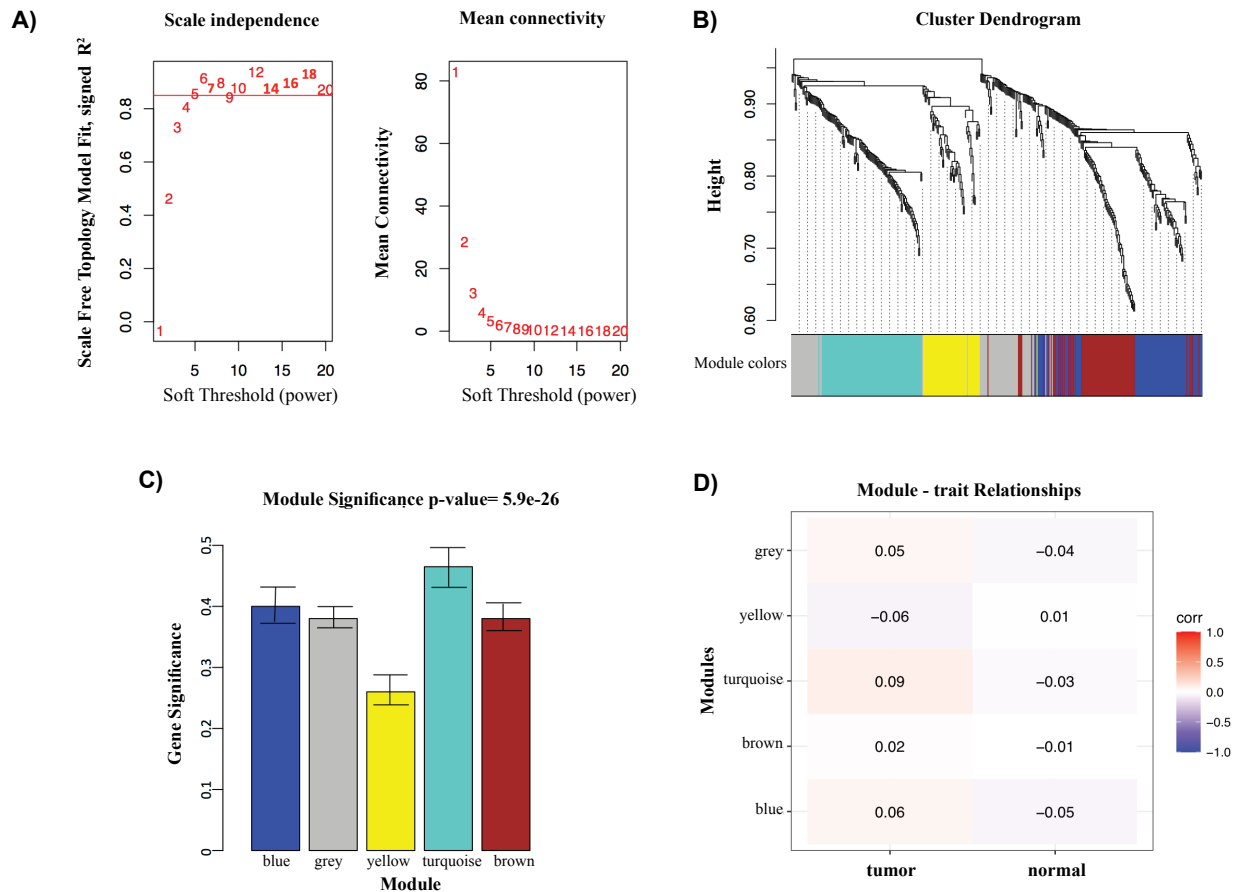 A)
Scale independence
Scale Free Topology Model Fit, signed R²
0.0 0.2 0.4 0.6 0.8
1 2 3 4 5 6 7 8 9 10 12 14 16 18 20
5 10 15 20
Soft Threshold (power)
Mean connectivity
Mean Connectivity
0 20 40 60 80
1 2 3 4 5 6 7 8 9 10 12 14 16 18 20
5 10 15 20
Soft Threshold (power)
B)
Cluster Dendrogram
Height
0.60 0.70 0.80 0.90
Module colors
C)
Module Significance p-value= 5.9e-26
Gene Significance
0 0.1 0.2 0.3 0.4 0.5
blue grey yellow turquoise brown
Module
D)
Module - trait Relationships
Modules
grey 0.05 −0.04
yellow −0.06 0.01
turquoise 0.09 −0.03
brown 0.02 −0.01
blue 0.06 −0.05
tumor normal
corr
1.0
0.5
0.0
−0.5
−1.0